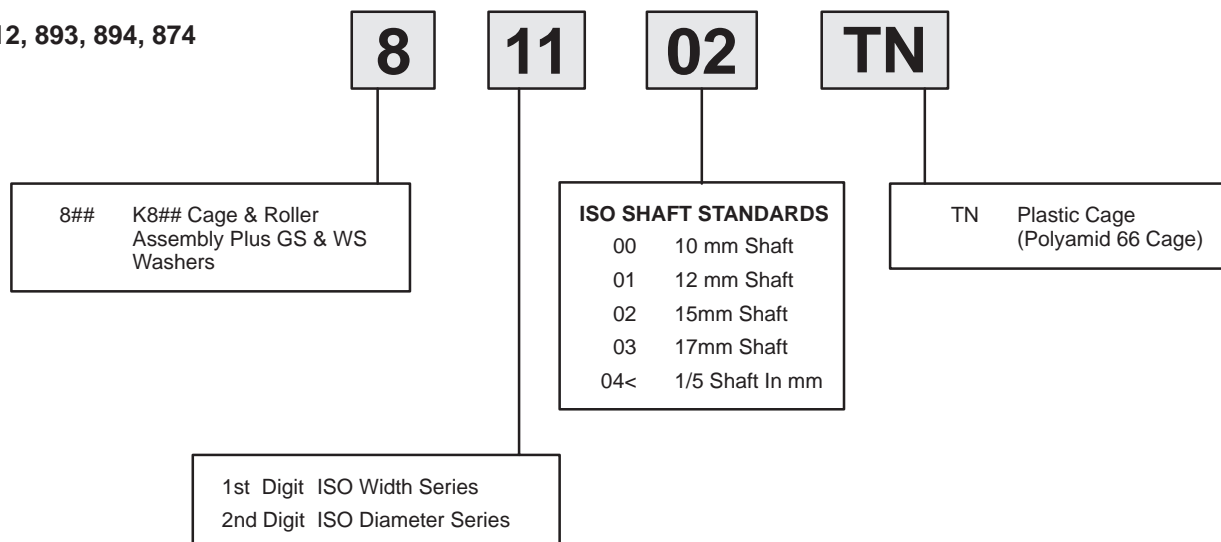 12, 893, 894, 874
8 11 02 TN
8## K8## Cage & Roller
Assembly Plus GS & WS
Washers
ISO SHAFT STANDARDS
00 10 mm Shaft
01 12 mm Shaft
02 15mm Shaft
03 17mm Shaft
04< 1/5 Shaft In mm
TN Plastic Cage
(Polyamid 66 Cage)
1st Digit ISO Width Series
2nd Digit ISO Diameter Series